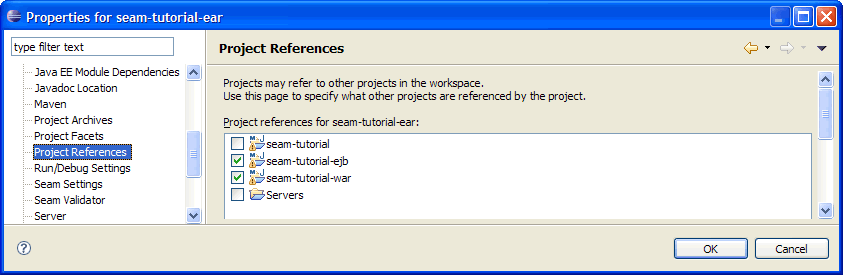 Properties for seam-tutorial-ear
type filter text
Java EE Module Dependencies
Javadoc Location
Maven
Project Archives
Project Facets
Project References
Run/Debug Settings
Seam Settings
Seam Validator
Server
Project References
Projects may refer to other projects in the workspace.
Use this page to specify what other projects are referenced by the project.
Project references for seam-tutorial-ear:
seam-tutorial
seam-tutorial-ejb
seam-tutorial-war
Servers
?
OK
Cancel